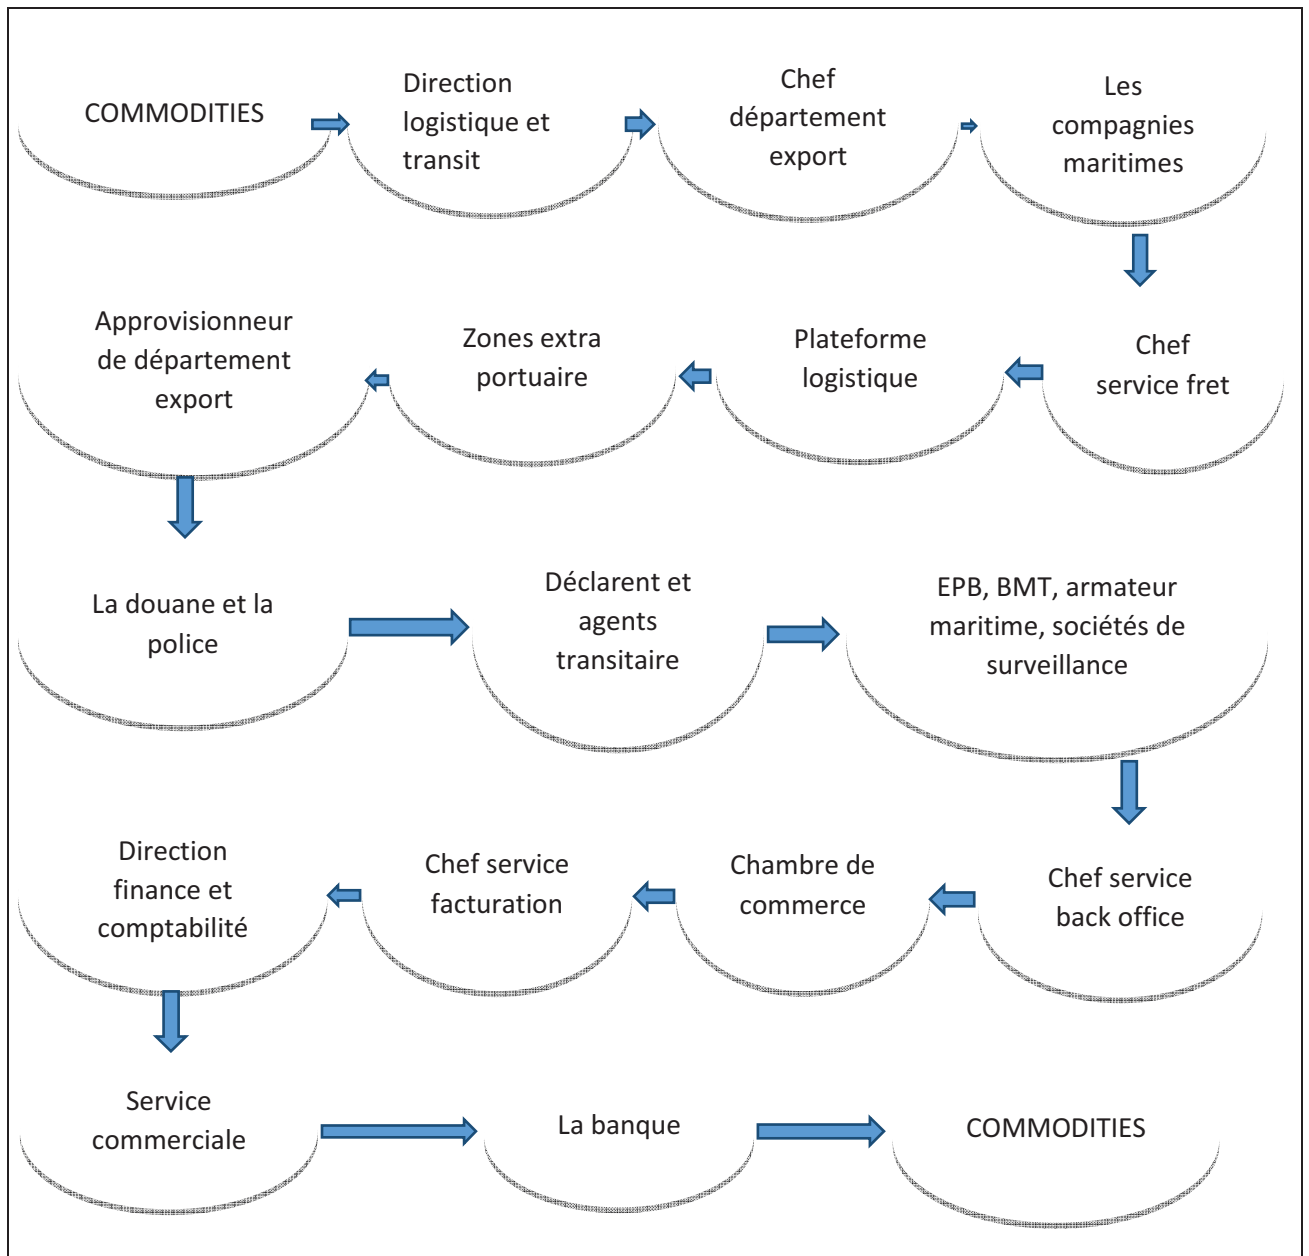 COMMODITIES
Direction
logistique et
transit
Chef
département
export
Les
compagnies
maritimes
Approvisionneur
de département
export
Zones extra
portuaire
Plateforme
logistique
Chef
service fret
La douane et la
police
Déclarent et
agents
transitaire
EPB, BMT, armateur
maritime, sociétés de
surveillance
Direction
finance et
comptabilité
Chef service
facturation
Chambre de
commerce
Chef service
back office
Service
commerciale
La banque
COMMODITIES